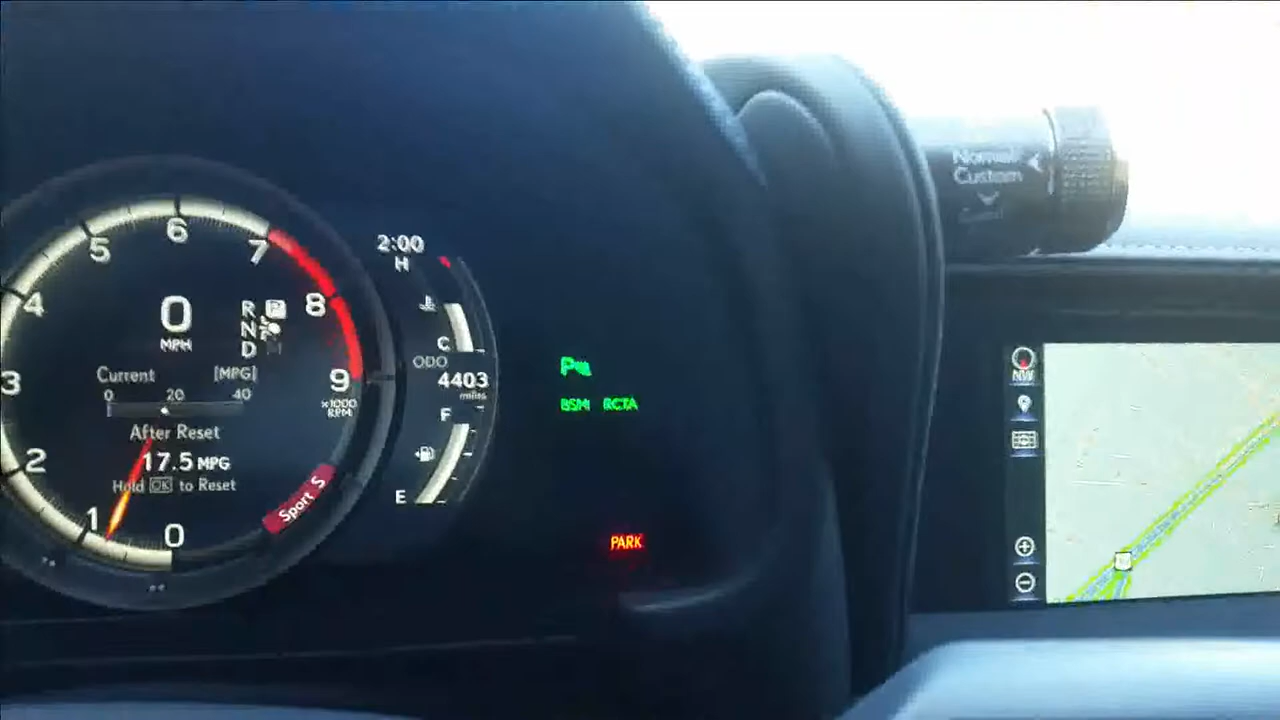 6
5
7
4
8
3
9
2
1
0
×1000
RPM
0
MPH
R
N
D
P
Current [MPG]
0 20 40
After Reset
17.5 MPG
Hold OK to Reset
Sport S
2:00
H
C
ODO
4403
miles
F
E
BSM RCTA
PARK
Normal
Custom
NW